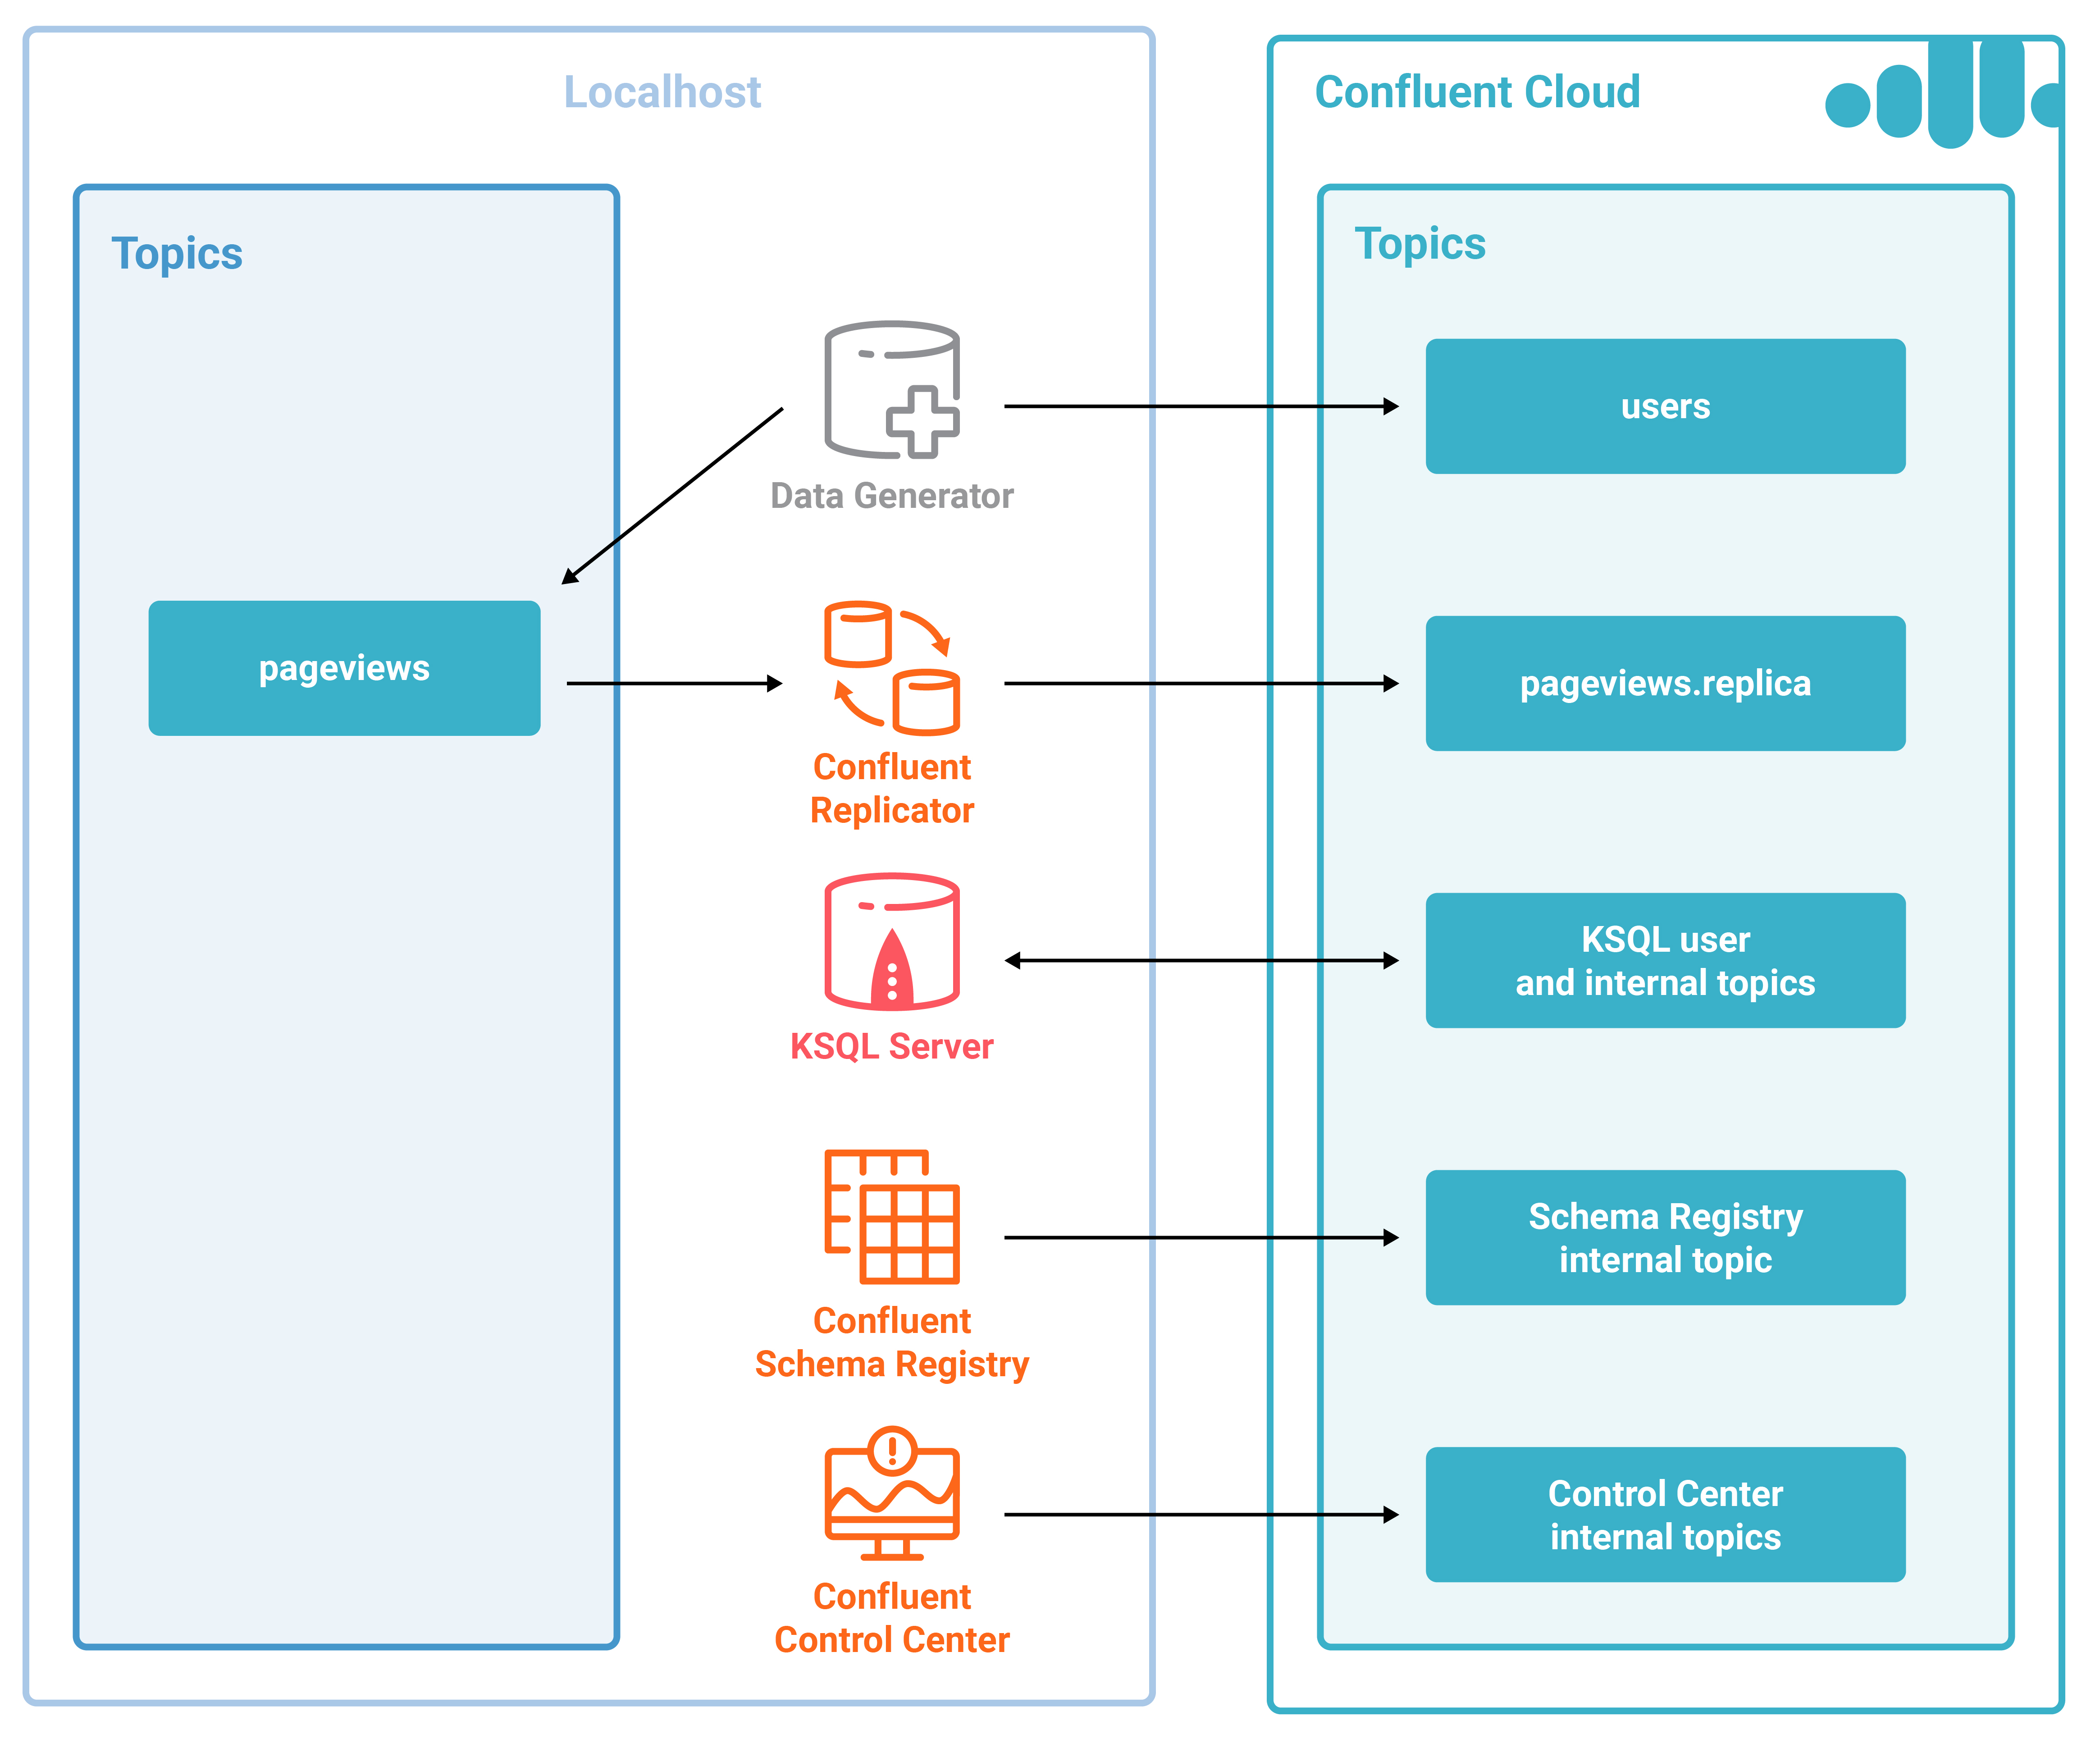 Localhost
Topics
pageviews
Data Generator
Confluent
Replicator
KSQL Server
Confluent
Schema Registry
Confluent
Control Center
Confluent Cloud
Topics
users
pageviews.replica
KSQL user
and internal topics
Schema Registry
internal topic
Control Center
internal topics